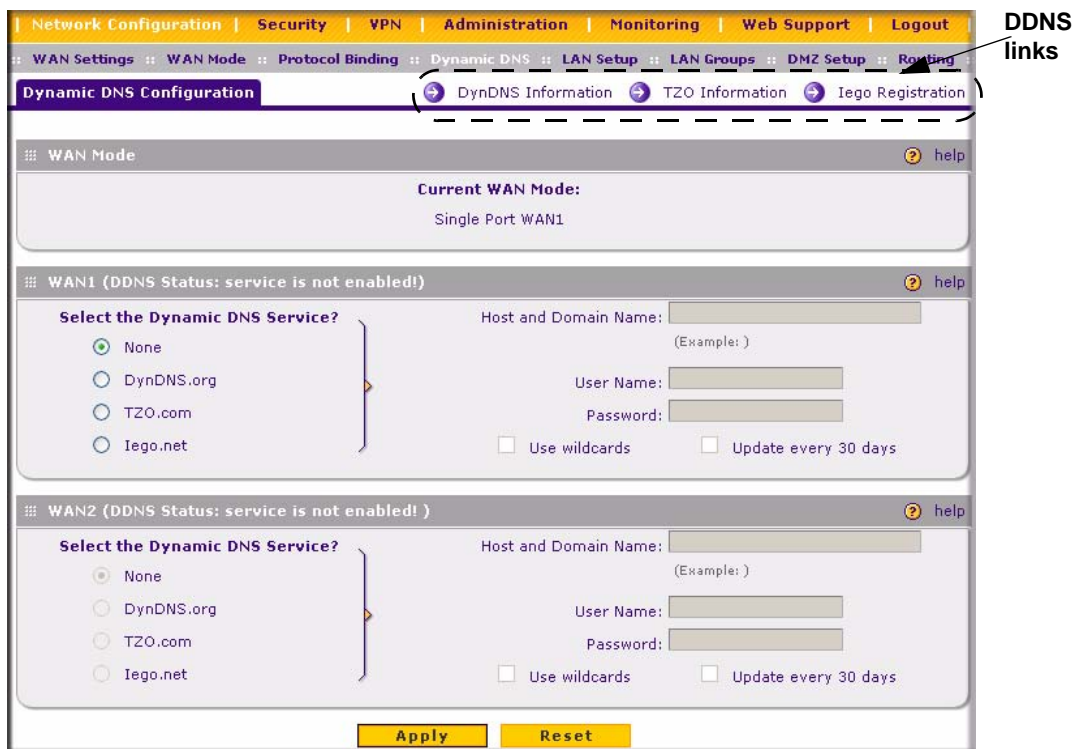 Network Configuration | Security | VPN | Administration | Monitoring | Web Support | Logout
DDNS links
:: WAN Settings :: WAN Mode :: Protocol Binding :: Dynamic DNS :: LAN Setup :: LAN Groups :: DMZ Setup :: Routing
Dynamic DNS Configuration
DynDNS Information TZO Information Iego Registration
WAN Mode
? help
Current WAN Mode:
Single Port WAN1
WAN1 (DDNS Status: service is not enabled!)
? help
Select the Dynamic DNS Service?
None
DynDNS.org
TZO.com
Iego.net
Host and Domain Name:
(Example: )
User Name:
Password:
Use wildcards Update every 30 days
WAN2 (DDNS Status: service is not enabled! )
? help
Select the Dynamic DNS Service?
None
DynDNS.org
TZO.com
Iego.net
Host and Domain Name:
(Example: )
User Name:
Password:
Use wildcards Update every 30 days
Apply Reset